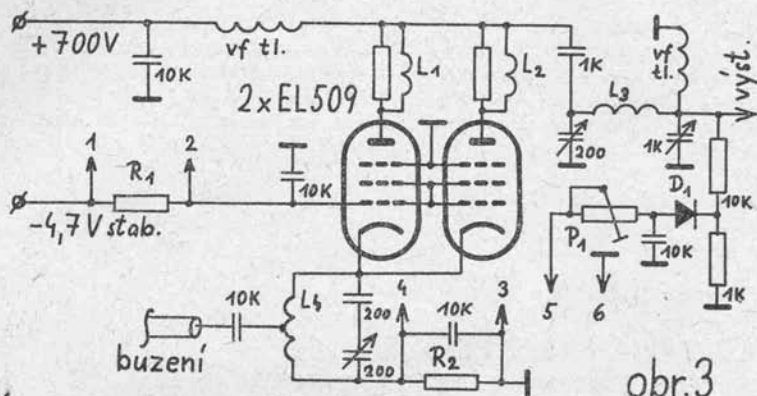 +700V
10K
vf tl.
L1
L2
1K
vf
tl.
výst.
2xEL509
L3
200
1K
1
R1
2
10K
D1
10K
-4,7V stab.
P1
10K
1K
5
6
buzení
10K
L4
200
200
4
10K
3
R2
obr.3